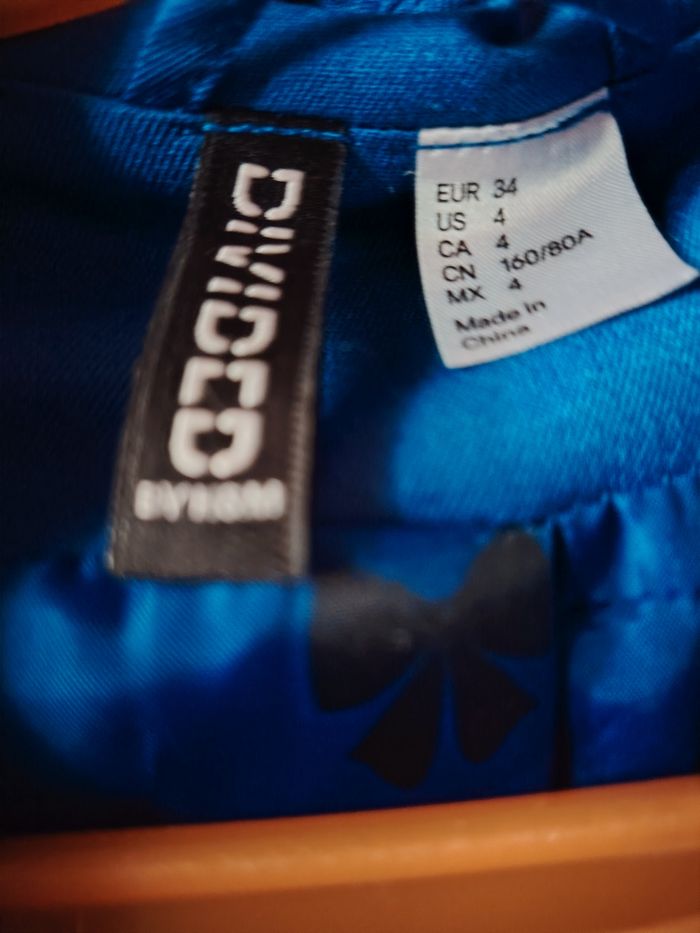 DIVIDED
BY H&M
EUR 34
US 4
CA 4
CN 160/80A
MX 4
Made in
China